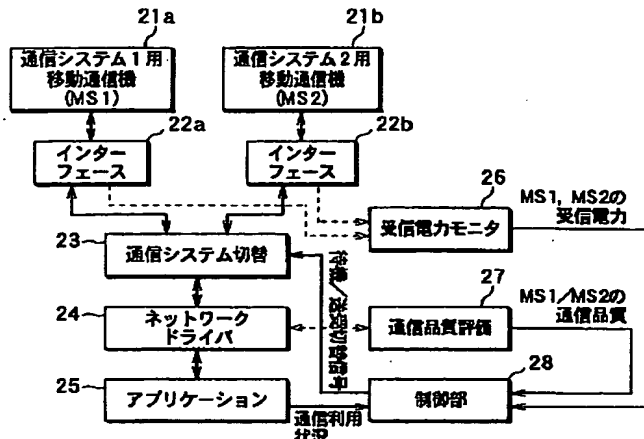 21a
21b
通信システム1用
移動通信機
(MS1)
通信システム2用
移動通信機
(MS2)
22a
22b
インター
フェース
インター
フェース
26
受信電力モニタ
MS1, MS2の
受信電力
23
通信システム切替
27
通信品質評価
MS1/MS2の
通信品質
24
ネットワーク
ドライバ
待機/送受切替信号
28
制御部
25
アプリケーション
通信利用
状況